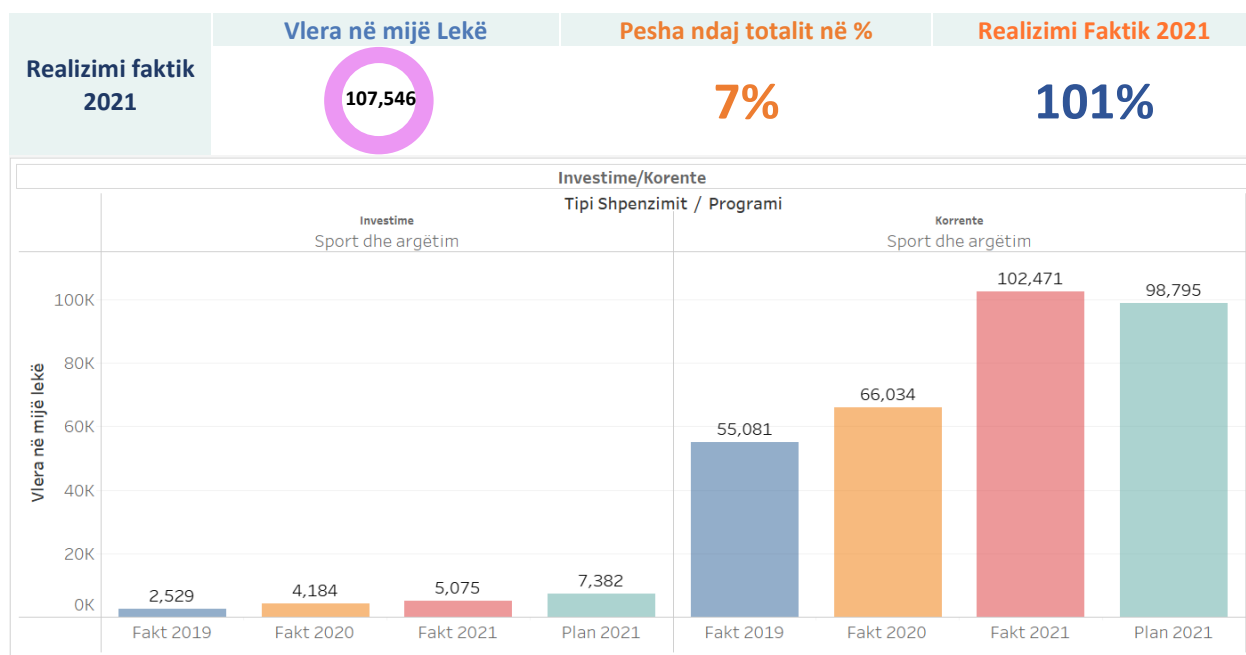 Vlera në mijë Lekë
Pesha ndaj totalit në %
Realizimi Faktik 2021
Realizimi faktik
2021
107,546
7%
101%
Investime/Korente
Tipi Shpenzimit / Programi
Investime
Korrente
Sport dhe argëtim
Sport dhe argëtim
Vlera në mijë lekë
100K
80K
60K
40K
20K
0K
2,529
4,184
5,075
7,382
55,081
66,034
102,471
98,795
Fakt 2019
Fakt 2020
Fakt 2021
Plan 2021
Fakt 2019
Fakt 2020
Fakt 2021
Plan 2021